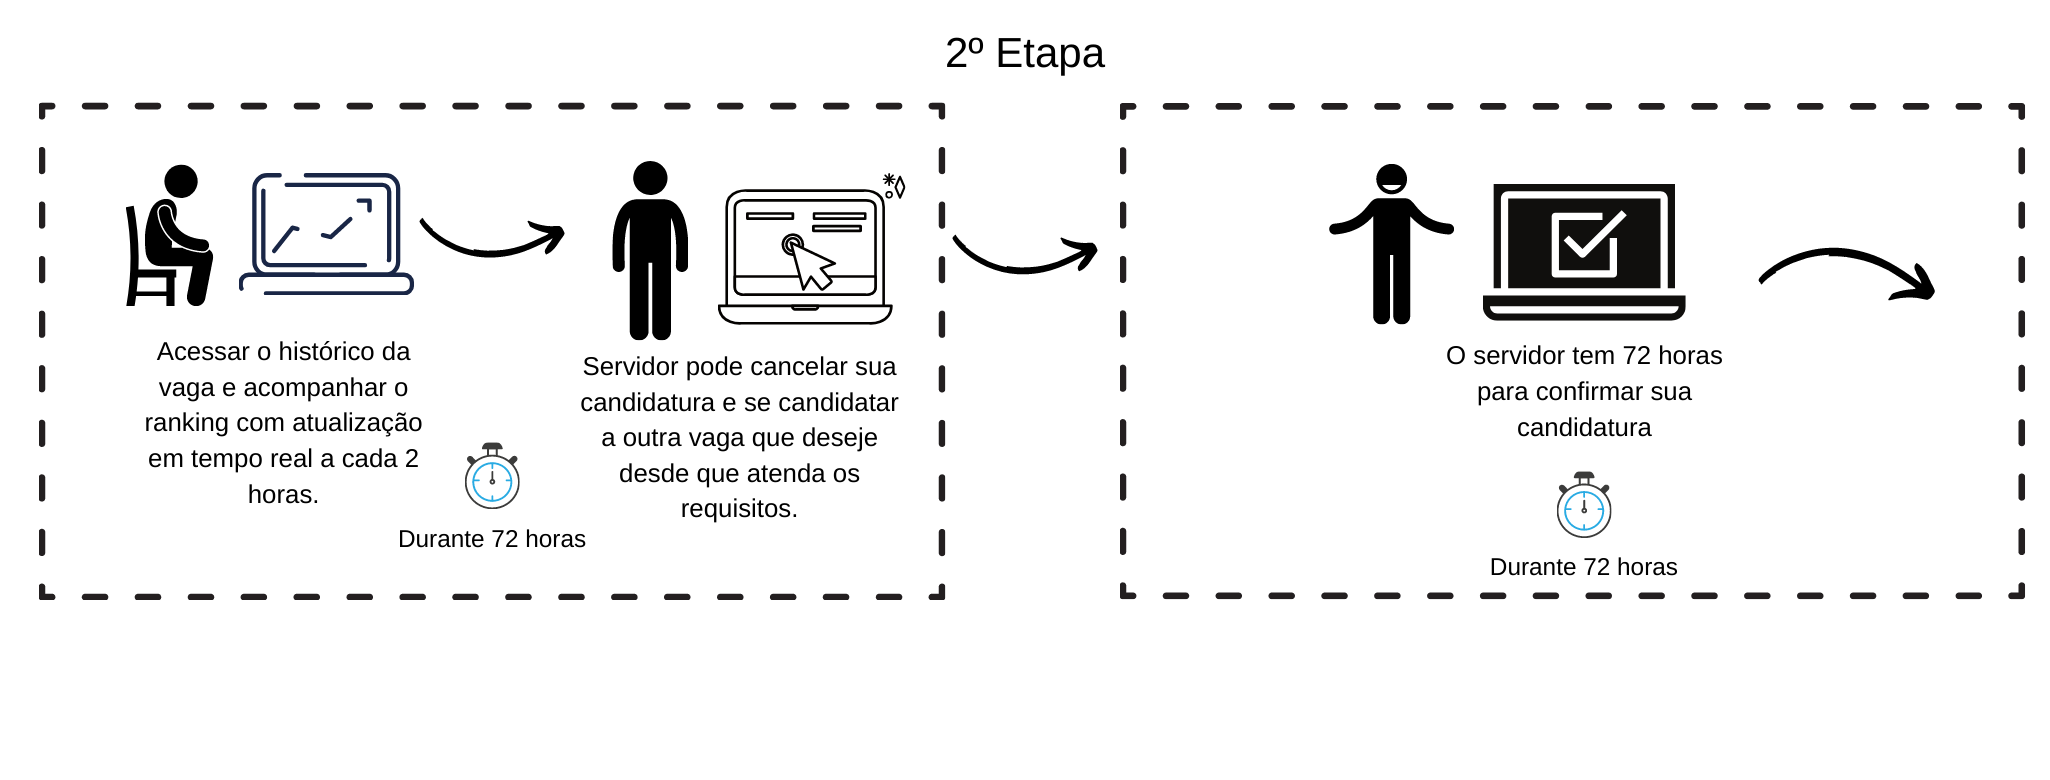 2º Etapa
Acessar o histórico da
vaga e acompanhar o
ranking com atualização
em tempo real a cada 2
horas.
Durante 72 horas
Servidor pode cancelar sua
candidatura e se candidatar
a outra vaga que deseje
desde que atenda os
requisitos.
O servidor tem 72 horas
para confirmar sua
candidatura
Durante 72 horas